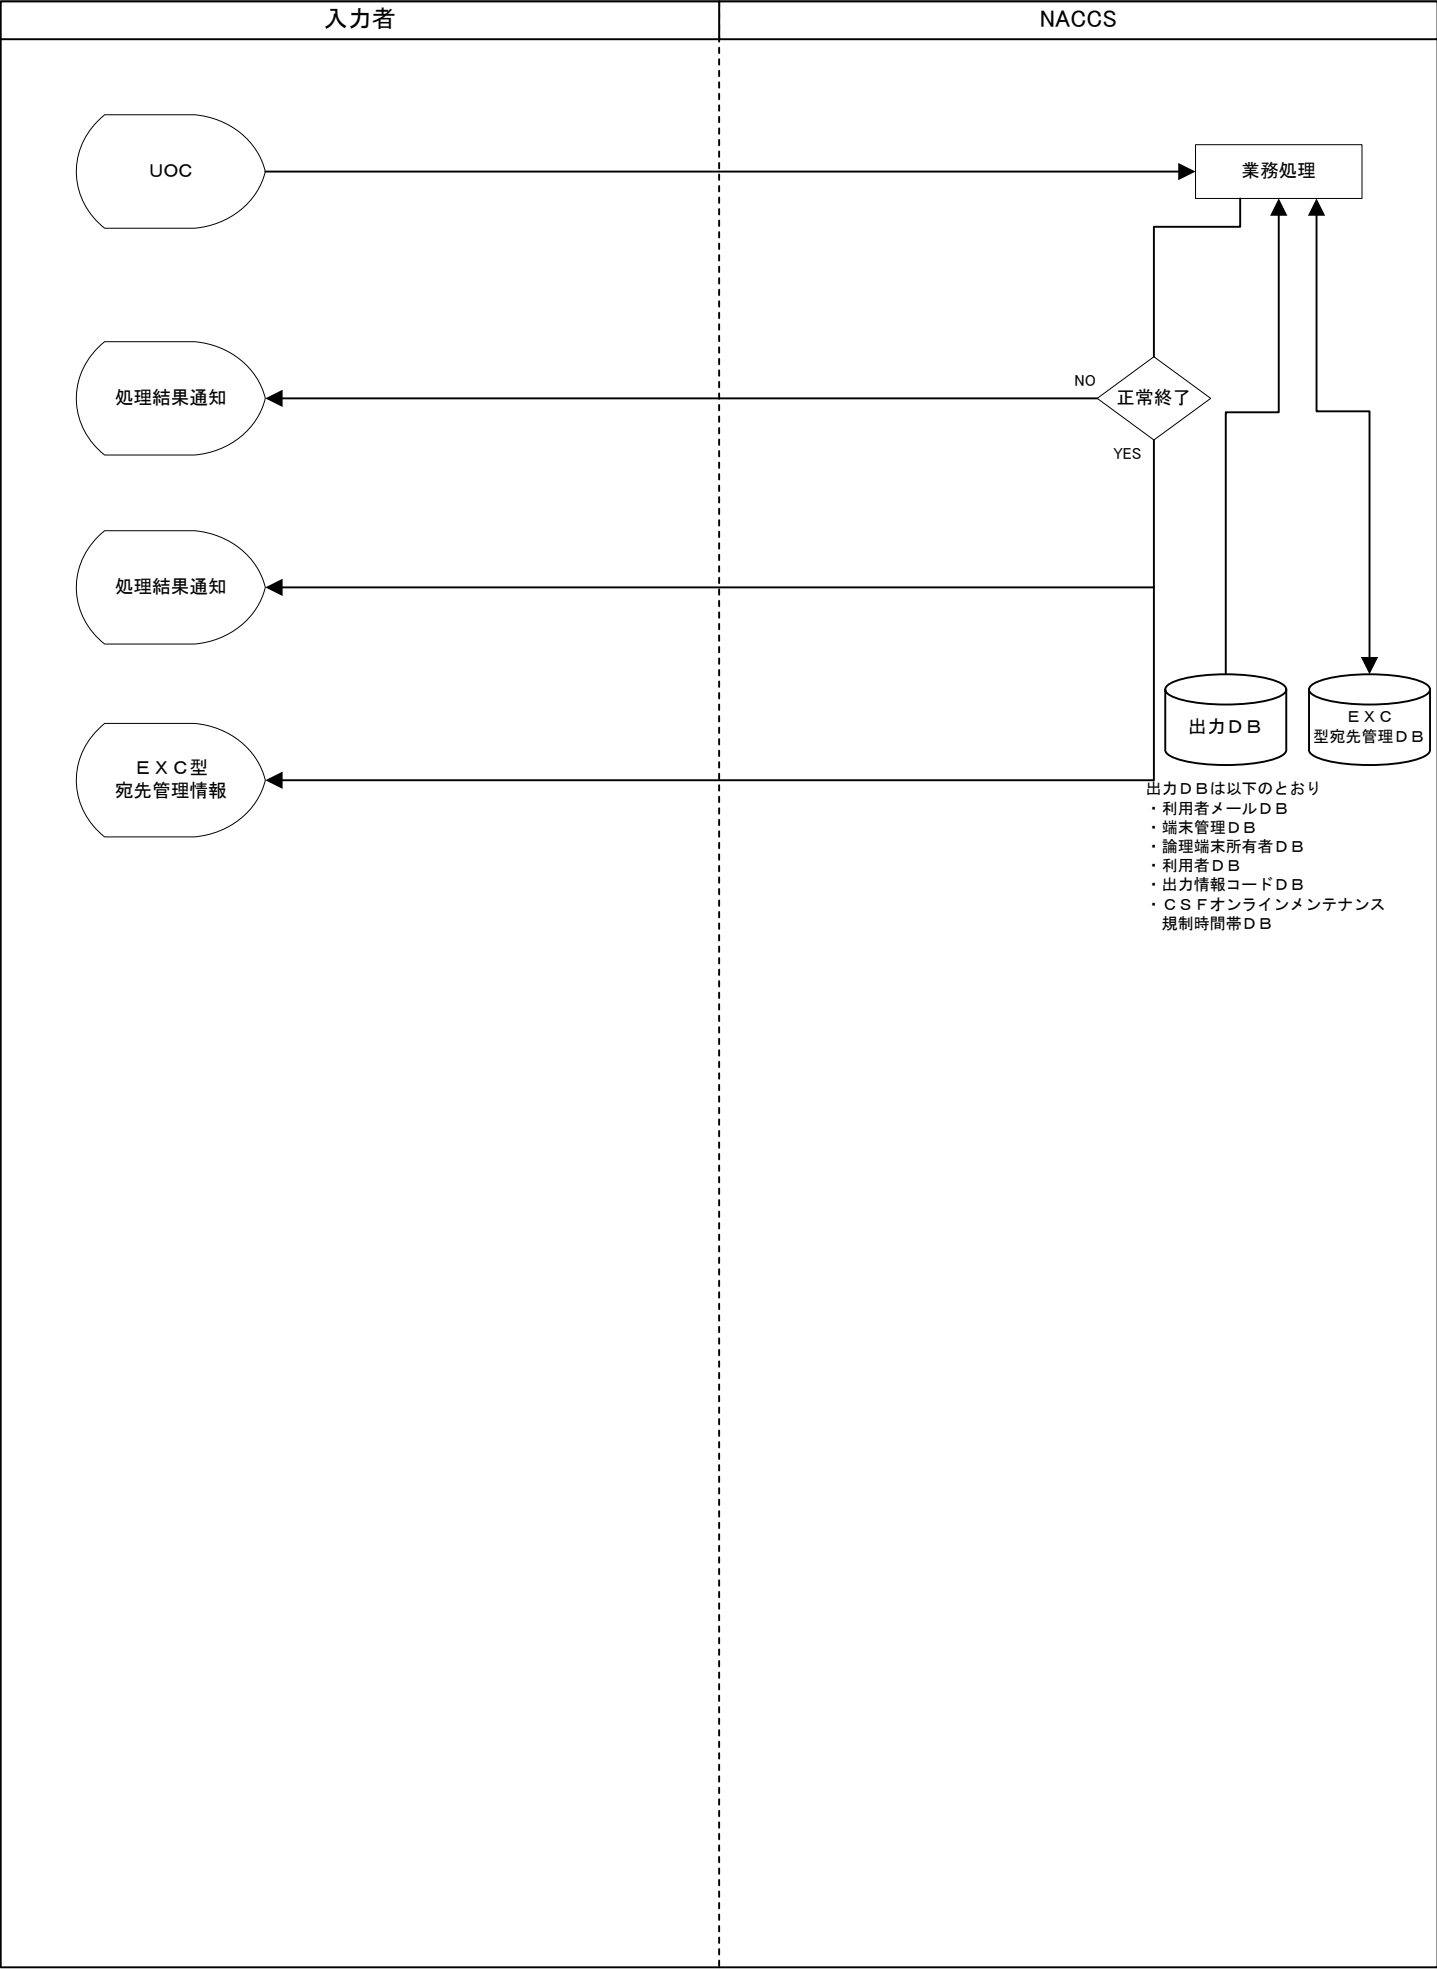 入力者
NACCS
UOC
業務処理
NO
処理結果通知
正常終了
YES
処理結果通知
出力ＤＢ
ＥＸＣ
型宛先管理ＤＢ
ＥＸＣ型
宛先管理情報
出力ＤＢは以下のとおり
・利用者メールＤＢ
・端末管理ＤＢ
・論理端末所有者ＤＢ
・利用者ＤＢ
・出力情報コードＤＢ
・ＣＳＦオンラインメンテナンス
規制時間帯ＤＢ